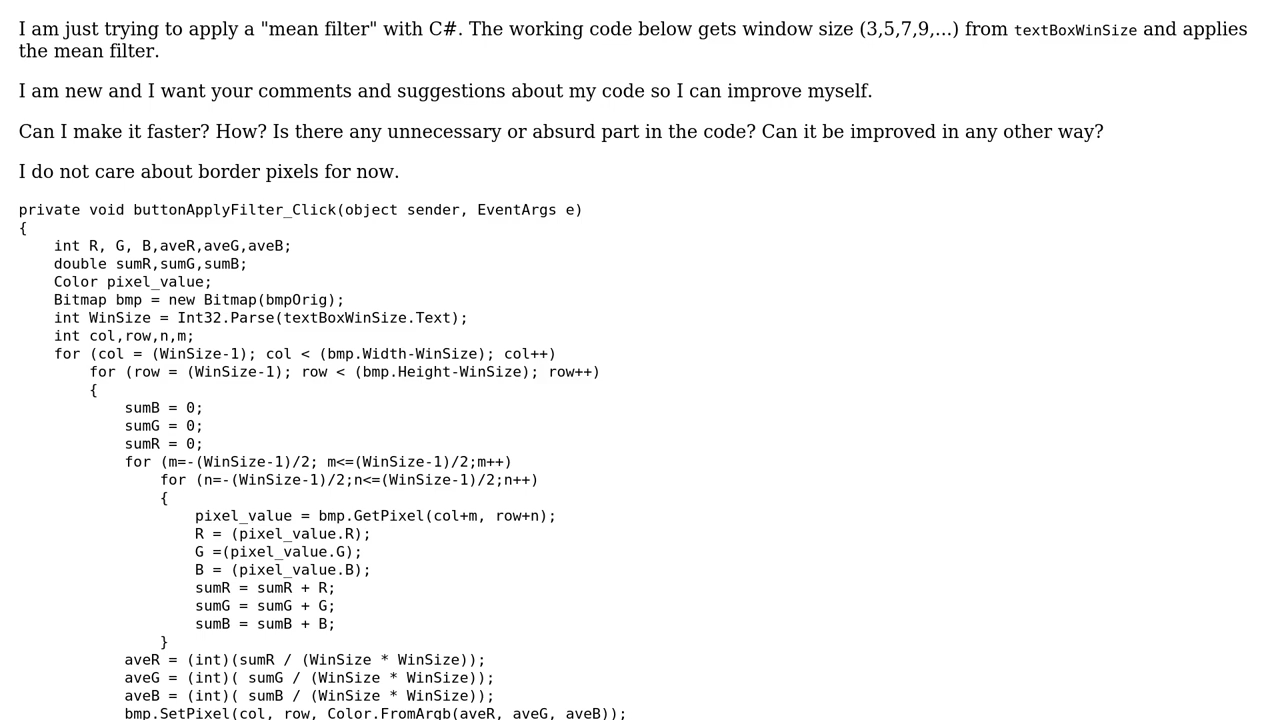 I am just trying to apply a "mean filter" with C#. The working code below gets window size (3,5,7,9,...) from textBoxWinSize and applies
the mean filter.
I am new and I want your comments and suggestions about my code so I can improve myself.
Can I make it faster? How? Is there any unnecessary or absurd part in the code? Can it be improved in any other way?
I do not care about border pixels for now.
private void buttonApplyFilter_Click(object sender, EventArgs e)
{
    int R, G, B,aveR,aveG,aveB;
    double sumR,sumG,sumB;
    Color pixel_value;
    Bitmap bmp = new Bitmap(bmpOrig);
    int WinSize = Int32.Parse(textBoxWinSize.Text);
    int col,row,n,m;
    for (col = (WinSize-1); col < (bmp.Width-WinSize); col++)
        for (row = (WinSize-1); row < (bmp.Height-WinSize); row++)
        {
            sumB = 0;
            sumG = 0;
            sumR = 0;
            for (m=-(WinSize-1)/2; m<=(WinSize-1)/2;m++)
                for (n=-(WinSize-1)/2;n<=(WinSize-1)/2;n++)
                {
                    pixel_value = bmp.GetPixel(col+m, row+n);
                    R = (pixel_value.R);
                    G =(pixel_value.G);
                    B = (pixel_value.B);
                    sumR = sumR + R;
                    sumG = sumG + G;
                    sumB = sumB + B;
                }
            aveR = (int)(sumR / (WinSize * WinSize));
            aveG = (int)( sumG / (WinSize * WinSize));
            aveB = (int)( sumB / (WinSize * WinSize));
            bmp.SetPixel(col, row, Color.FromArgb(aveR, aveG, aveB));